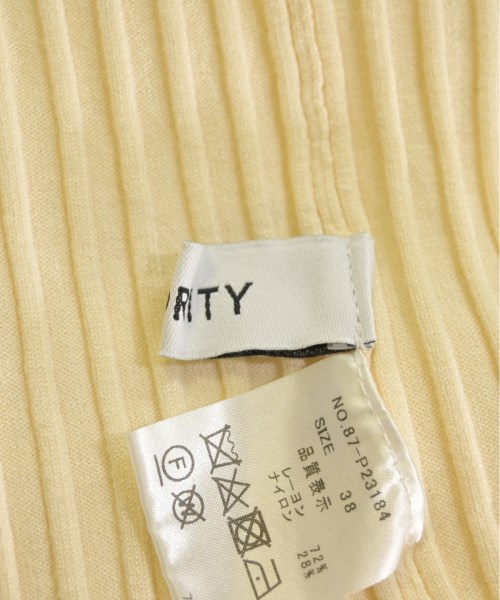 RITY
NO.87-P23184
SIZE 38
品質表示
レーヨン 72%
ナイロン 28%
F
W